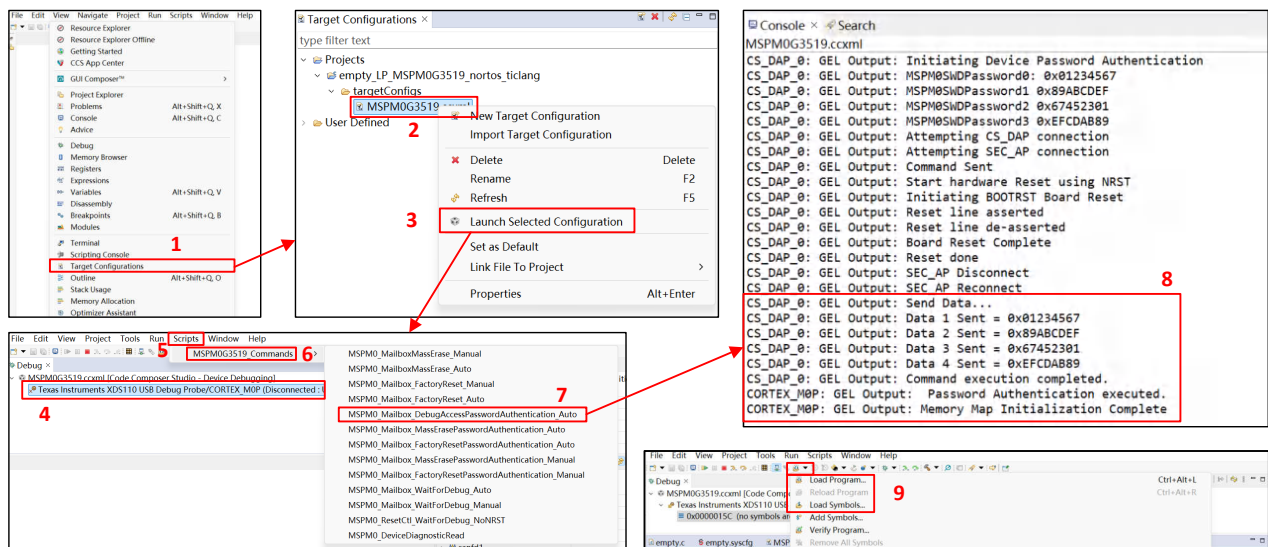 File Edit View Navigate Project Run Scripts Window Help
Resource Explorer
Resource Explorer Offline
Getting Started
CCS App Center
GUI Composer™ >
Project Explorer
Problems Alt+Shift+Q, X
Console Alt+Shift+Q, C
Advice
Debug
Memory Browser
Registers
Expressions
Variables Alt+Shift+Q, V
Disassembly
Breakpoints Alt+Shift+Q, B
Modules
Terminal
1
Scripting Console
Target Configurations
Outline Alt+Shift+Q, O
Stack Usage
Memory Allocation
Optimizer Assistant
Target Configurations ×
type filter text
Projects
empty_LP_MSPM0G3519_nortos_ticlang
targetConfigs
MSPM0G3519.ccxml
2
User Defined
New Target Configuration
Import Target Configuration
Delete Delete
Rename F2
Refresh F5
3
Launch Selected Configuration
Set as Default
Link File To Project >
Properties Alt+Enter
Console × Search
MSPM0G3519.ccxml
CS_DAP_0: GEL Output: Initiating Device Password Authentication
CS_DAP_0: GEL Output: MSPM0SWDPassword0: 0x01234567
CS_DAP_0: GEL Output: MSPM0SWDPassword1 0x89ABCDEF
CS_DAP_0: GEL Output: MSPM0SWDPassword2 0x67452301
CS_DAP_0: GEL Output: MSPM0SWDPassword3 0xEFCDAB89
CS_DAP_0: GEL Output: Attempting CS_DAP connection
CS_DAP_0: GEL Output: Attempting SEC_AP connection
CS_DAP_0: GEL Output: Command Sent
CS_DAP_0: GEL Output: Start hardware Reset using NRST
CS_DAP_0: GEL Output: Initiating BOOTRST Board Reset
CS_DAP_0: GEL Output: Reset line asserted
CS_DAP_0: GEL Output: Reset line de-asserted
CS_DAP_0: GEL Output: Board Reset Complete
CS_DAP_0: GEL Output: Reset done
CS_DAP_0: GEL Output: SEC_AP Disconnect
CS_DAP_0: GEL Output: SEC_AP Reconnect
8
CS_DAP_0: GEL Output: Send Data...
CS_DAP_0: GEL Output: Data 1 Sent = 0x01234567
CS_DAP_0: GEL Output: Data 2 Sent = 0x89ABCDEF
CS_DAP_0: GEL Output: Data 3 Sent = 0x67452301
CS_DAP_0: GEL Output: Data 4 Sent = 0xEFCDAB89
CS_DAP_0: GEL Output: Command execution completed.
CORTEX_M0P: GEL Output: Password Authentication executed.
CORTEX_M0P: GEL Output: Memory Map Initialization Complete
File Edit View Project Tools Run Scripts Window Help
5 MSPM0G3519_Commands 6 >
Debug ×
MSPM0G3519.ccxml [Code Composer Studio - Device Debugging]
Texas Instruments XDS110 USB Debug Probe/CORTEX_M0P (Disconnected :
4
MSPM0_MailboxMassErase_Manual
MSPM0_MailboxMassErase_Auto
MSPM0_Mailbox_FactoryReset_Manual
MSPM0_Mailbox_FactoryReset_Auto
7
MSPM0_Mailbox_DebugAccessPasswordAuthentication_Auto
MSPM0_Mailbox_MassErasePasswordAuthentication_Auto
MSPM0_Mailbox_FactoryResetPasswordAuthentication_Auto
MSPM0_Mailbox_MassErasePasswordAuthentication_Manual
MSPM0_Mailbox_FactoryResetPasswordAuthentication_Manual
MSPM0_Mailbox_WaitForDebug_Auto
MSPM0_Mailbox_WaitForDebug_Manual
MSPM0_ResetCtl_WaitForDebug_NoNRST
MSPM0_DeviceDiagnosticRead
File Edit View Project Tools Run Scripts Window Help
Debug ×
MSPM0G3519.ccxml [Code Comp
Texas Instruments XDS110 USB
0x0000015C (no symbols are
Load Program... Ctrl+Alt+L
Reload Program Ctrl+Alt+R
9
Load Symbols...
Add Symbols...
Verify Program...
Remove All Symbols
empty.c empty.syscfg MSP